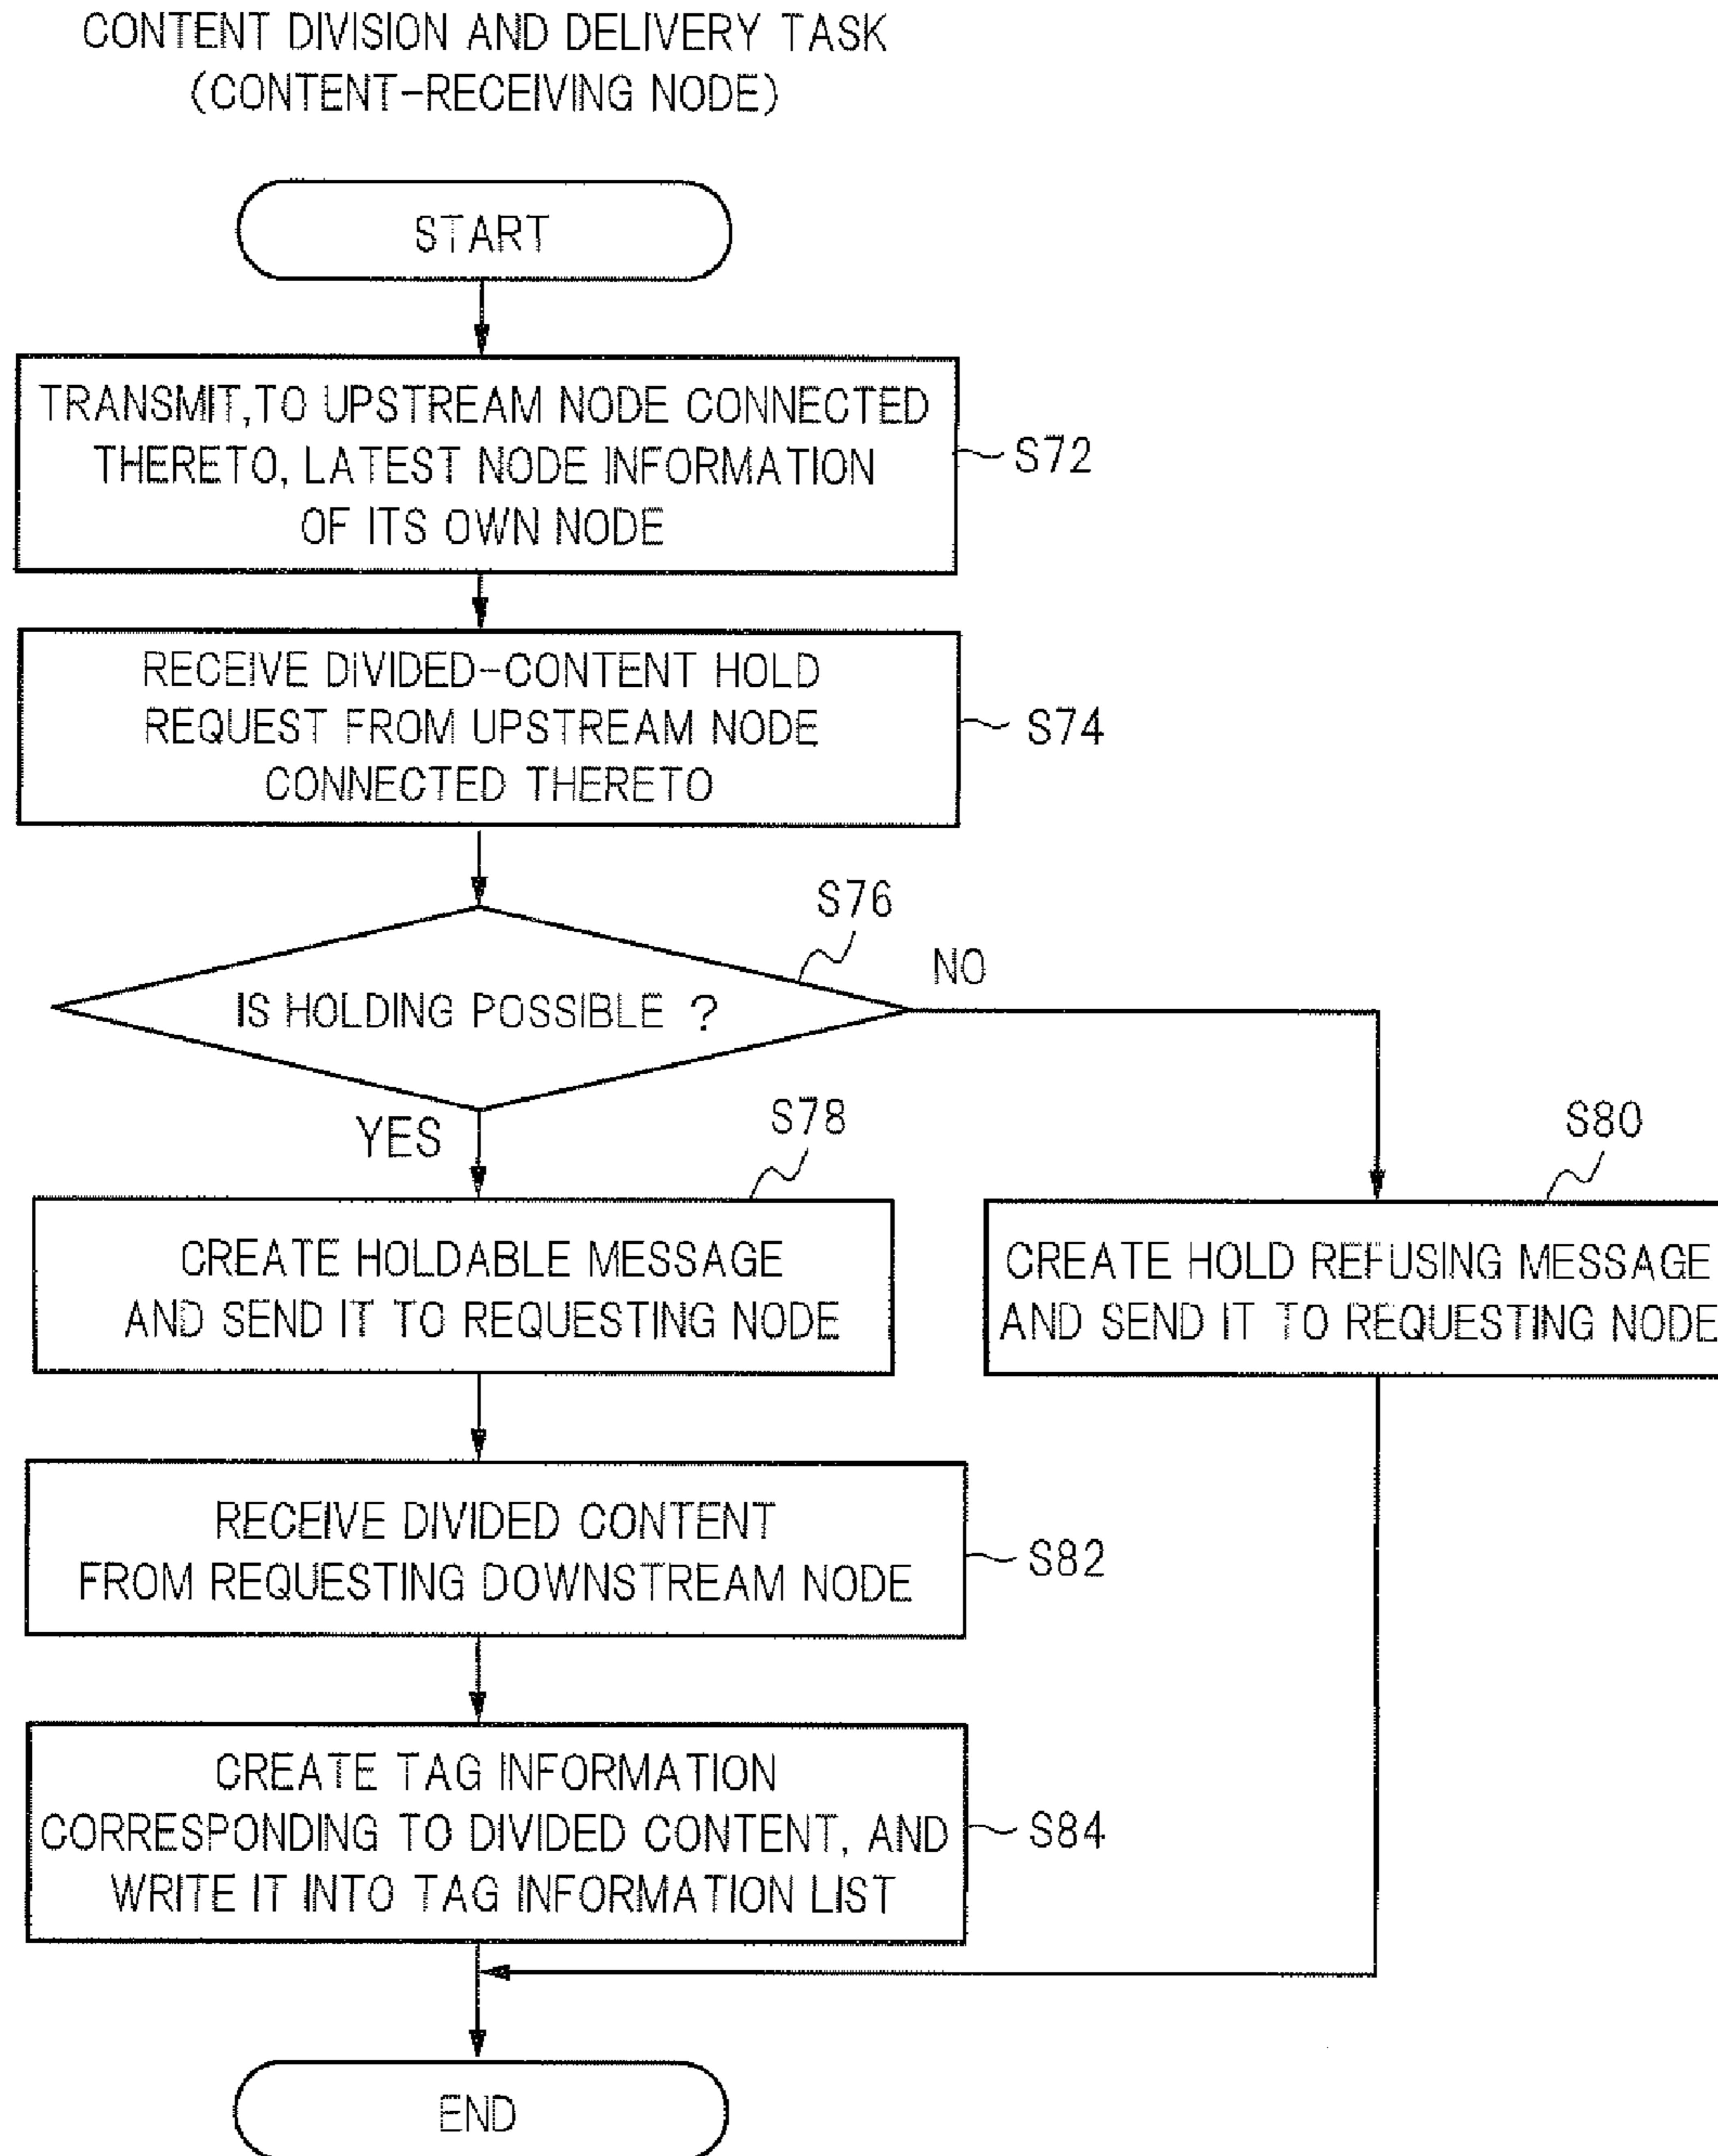 CONTENT DIVISION AND DELIVERY TASK
(CONTENT-RECEIVING NODE)
START
TRANSMIT,TO UPSTREAM NODE CONNECTED
THERETO, LATEST NODE INFORMATION
OF ITS OWN NODE
S72
RECEIVE DIVIDED-CONTENT HOLD
REQUEST FROM UPSTREAM NODE
CONNECTED THERETO
S74
S76
IS HOLDING POSSIBLE ?
NO
YES
S78
CREATE HOLDABLE MESSAGE
AND SEND IT TO REQUESTING NODE
S80
CREATE HOLD REFUSING MESSAGE
AND SEND IT TO REQUESTING NODE
RECEIVE DIVIDED CONTENT
FROM REQUESTING DOWNSTREAM NODE
S82
CREATE TAG INFORMATION
CORRESPONDING TO DIVIDED CONTENT, AND
WRITE IT INTO TAG INFORMATION LIST
S84
END